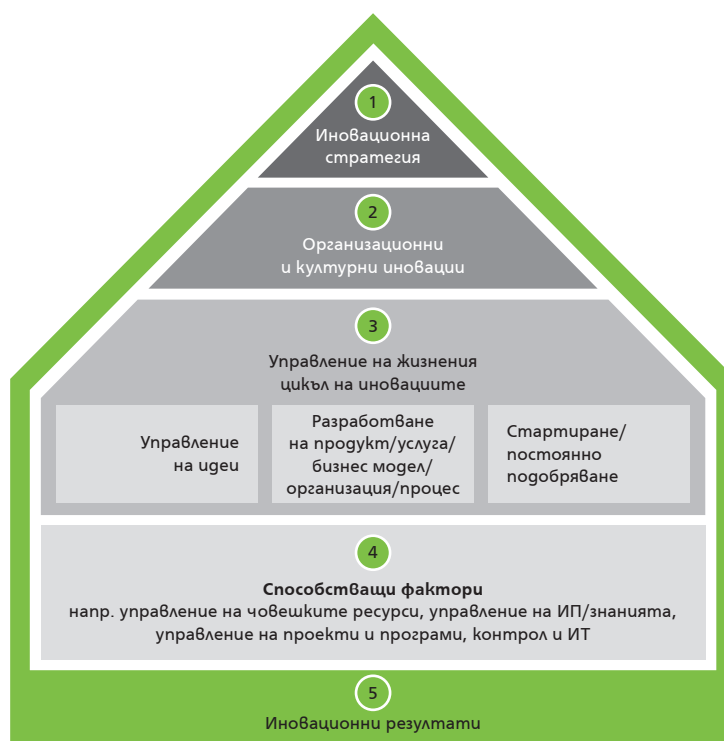 1
Иновационна
стратегия
2
Организационни
и културни иновации
3
Управление на жизнения
цикъл на иновациите
Управление
на идеи
Разработване
на продукт/услуга/
бизнес модел/
организация/процес
Стартиране/
постоянно
подобряване
4
Способстващи фактори
напр. управление на човешките ресурси, управление на ИП/знанията,
управление на проекти и програми, контрол и ИТ
5
Иновационни резултати